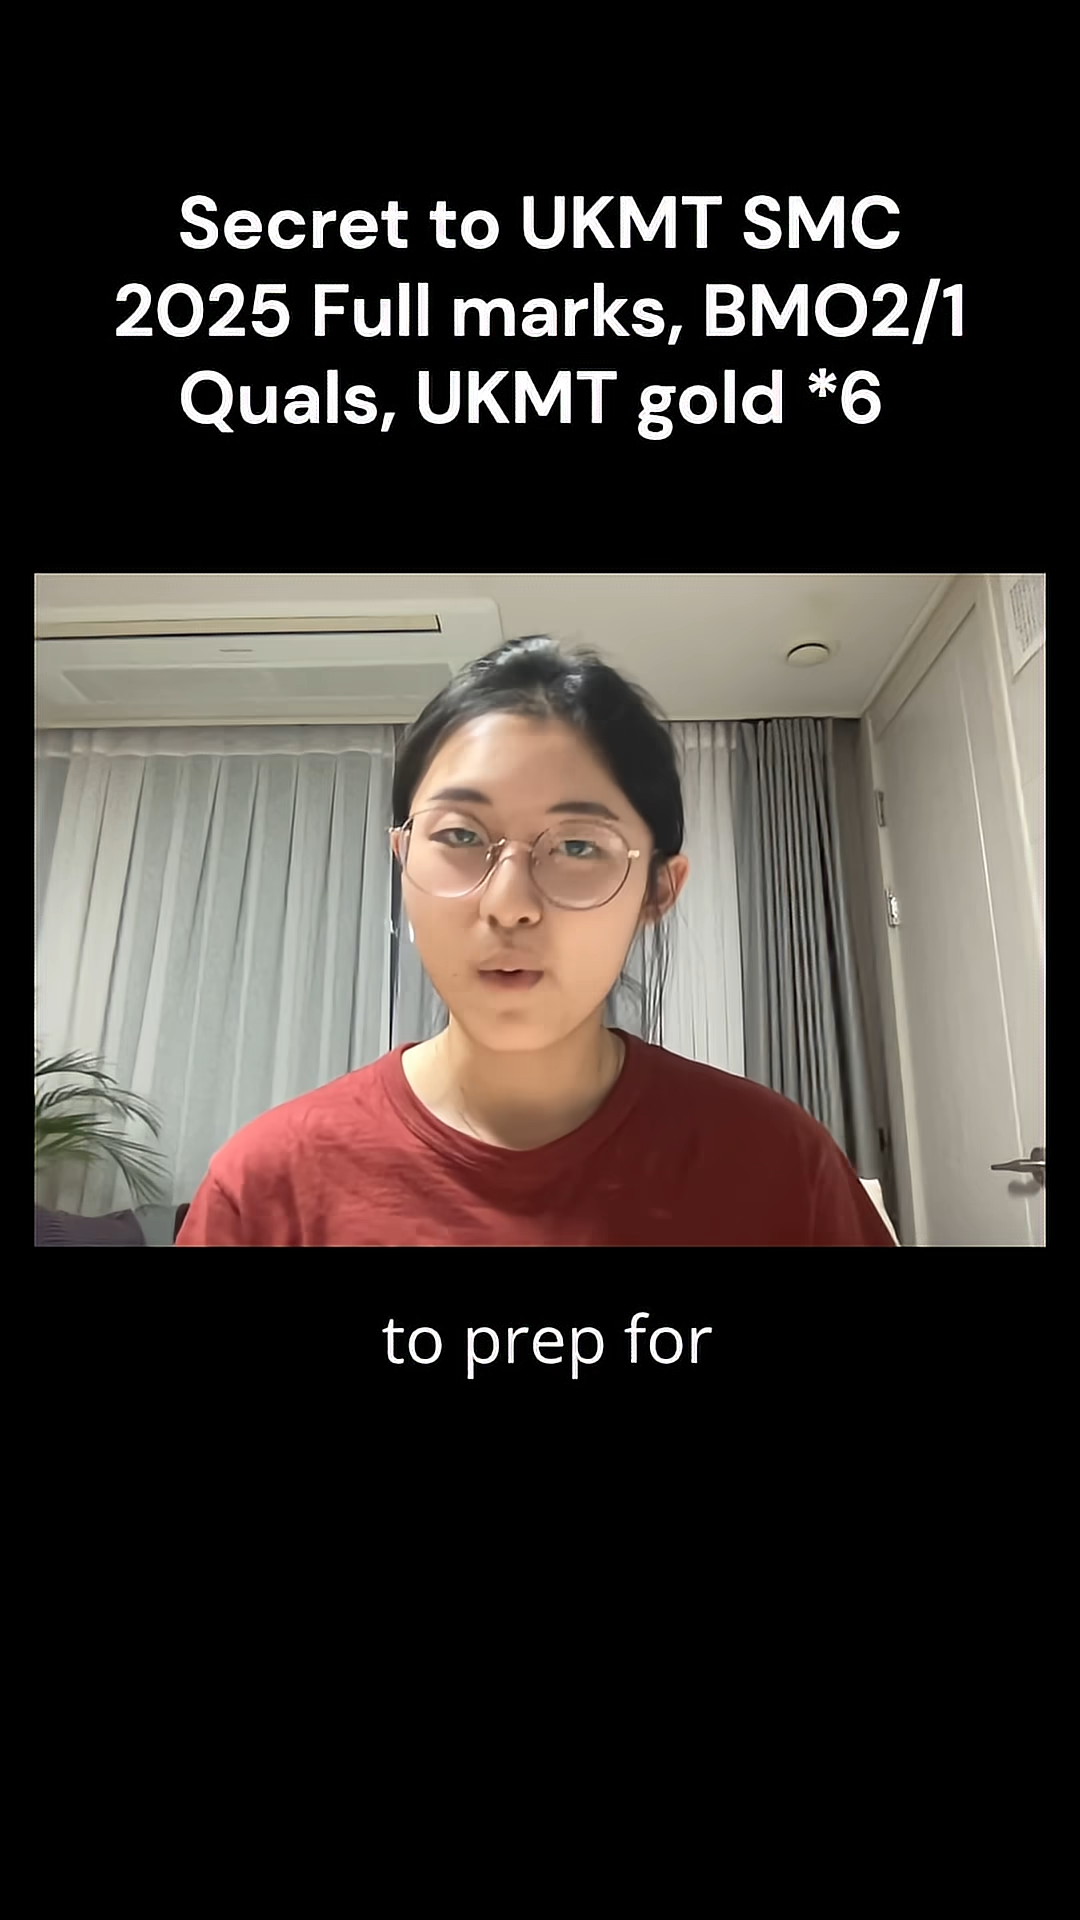 Secret to UKMT SMC
2025 Full marks, BMO2/1
Quals, UKMT gold *6
to prep for